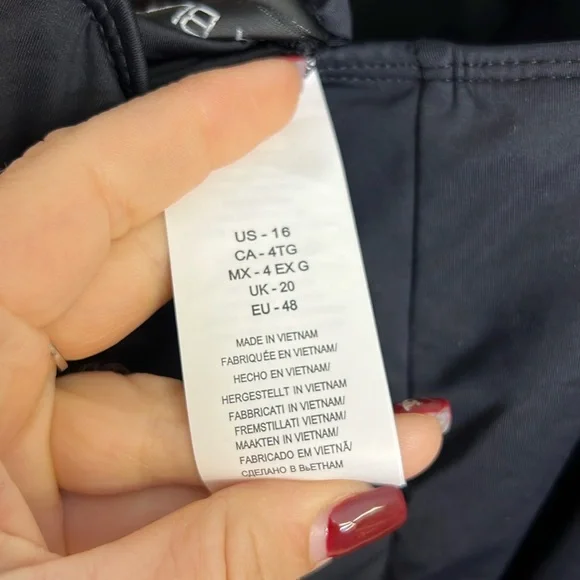 US - 16
CA - 4TG
MX - 4 EX G
UK - 20
EU - 48
MADE IN VIETNAM
FABRIQUÉE EN VIETNAM/
HECHO EN VIETNAM/
HERGESTELLT IN VIETNAM/
FABBRICATI IN VIETNAM/
FREMSTILLATI VIETNAM/
MAAKTEN IN VIETNAM/
FABRICADO EM VIETNÃ/
СДЕЛАНО В ВЬЕТНАМ